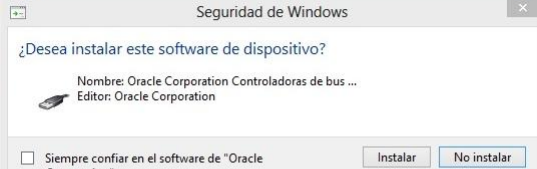 Seguridad de Windows
¿Desea instalar este software de dispositivo?
Nombre: Oracle Corporation Controladoras de bus ...
Editor: Oracle Corporation
Siempre confiar en el software de "Oracle
Instalar
No instalar